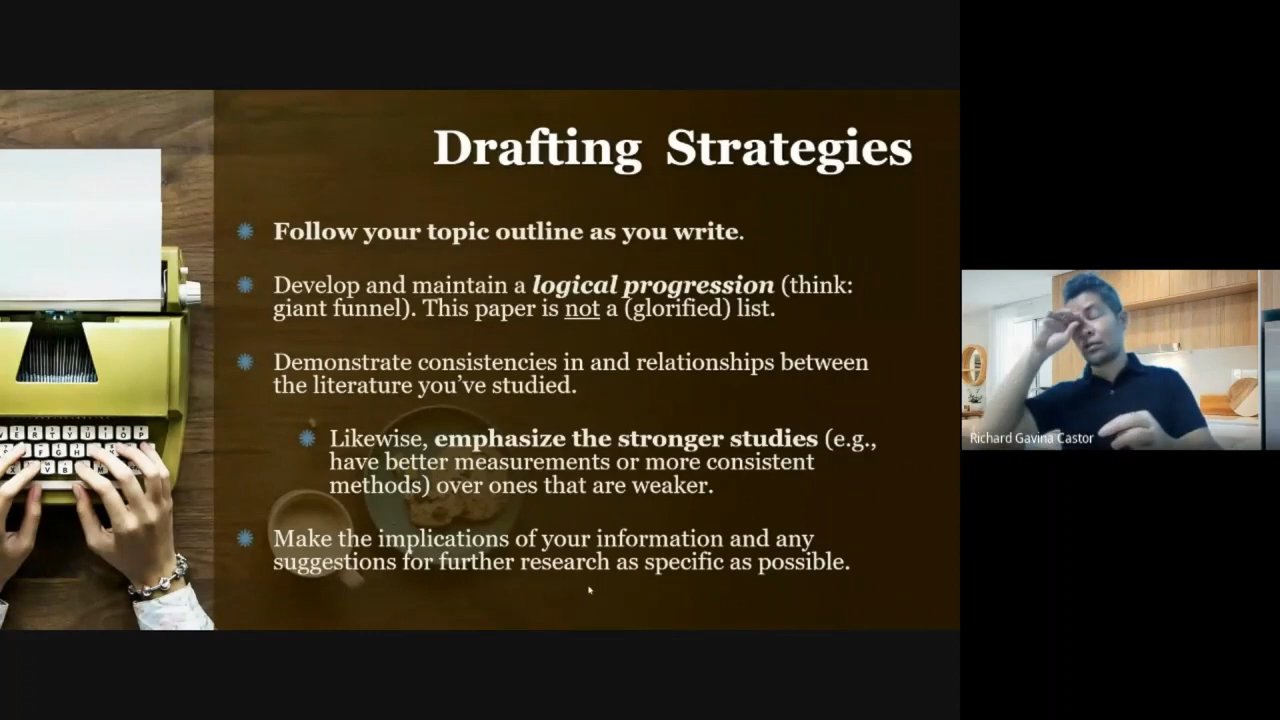 Drafting Strategies
Follow your topic outline as you write.
Develop and maintain a logical progression (think:
giant funnel). This paper is not a (glorified) list.
Demonstrate consistencies in and relationships between
the literature you’ve studied.
Likewise, emphasize the stronger studies (e.g.,
have better measurements or more consistent
methods) over ones that are weaker.
Make the implications of your information and any
suggestions for further research as specific as possible.
Richard Gavina Castor